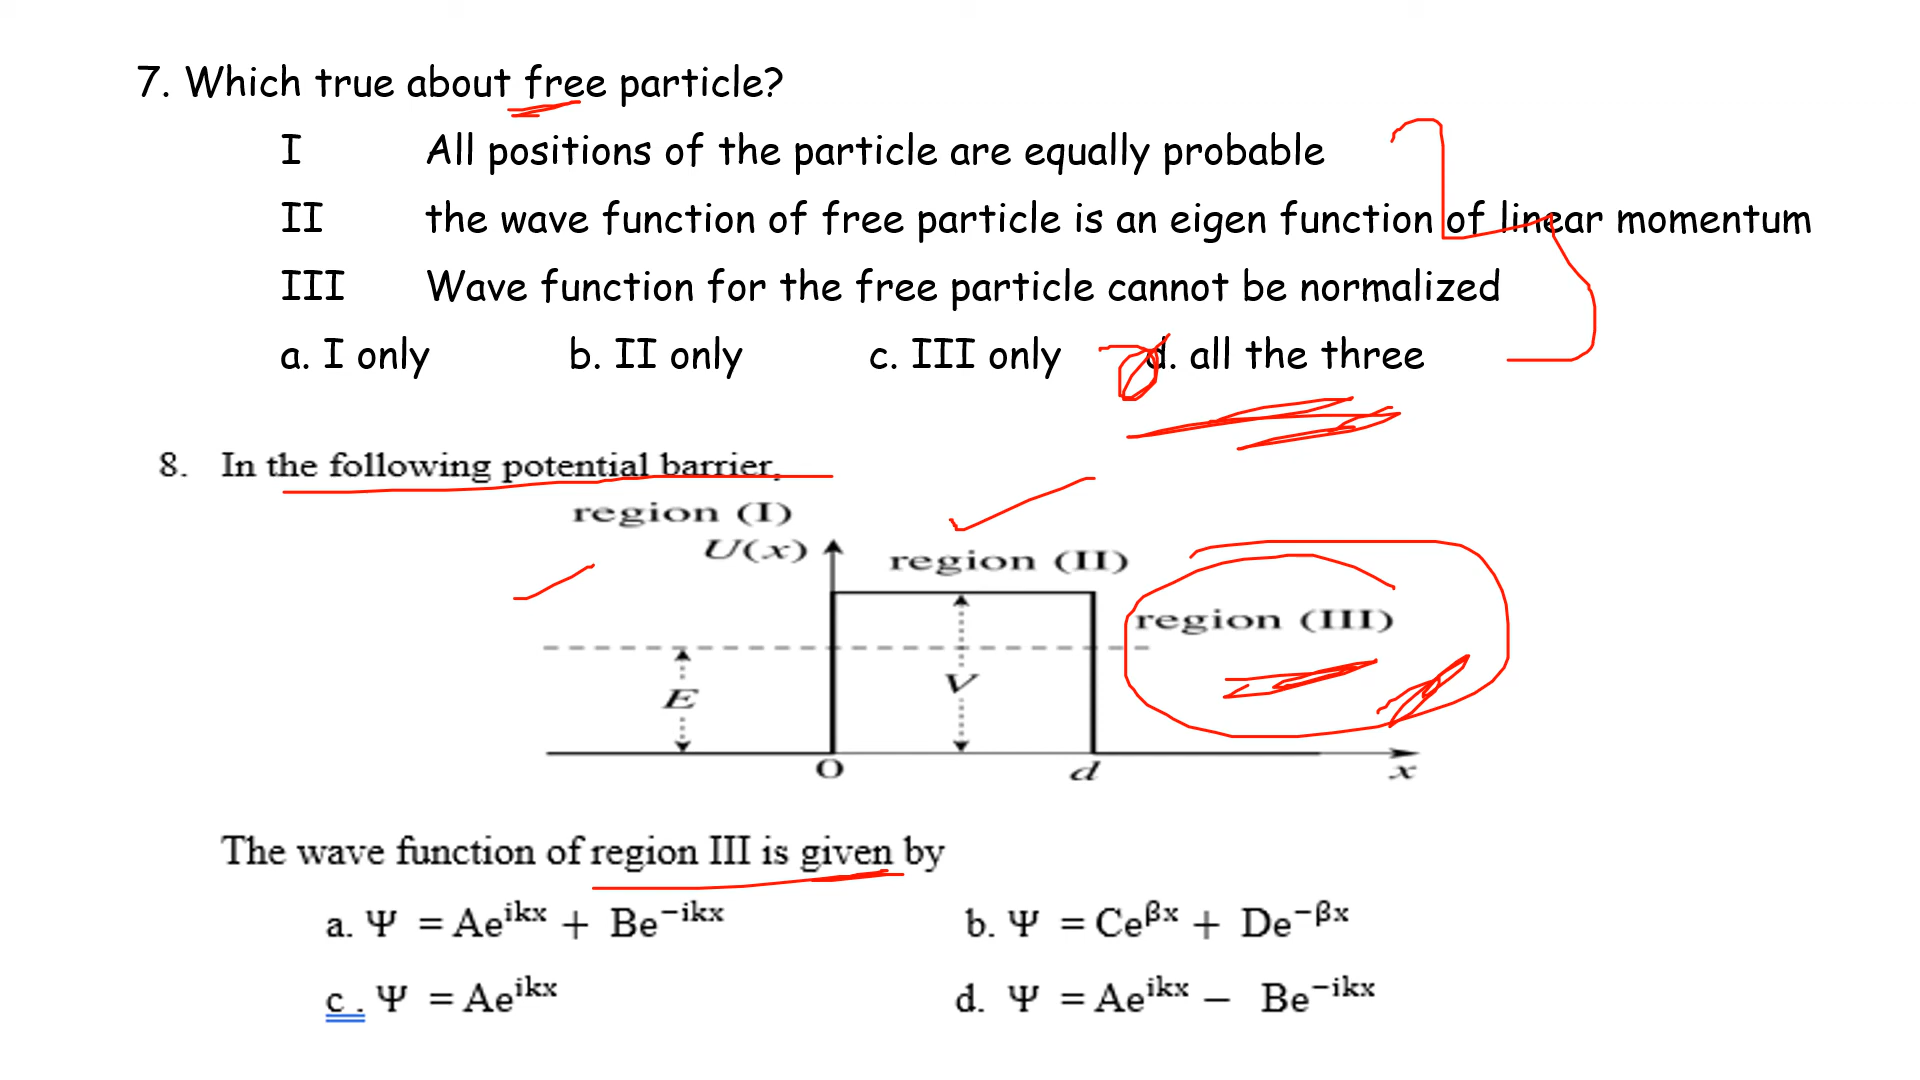 7. Which true about free particle?
I All positions of the particle are equally probable
II the wave function of free particle is an eigen function of linear momentum
III Wave function for the free particle cannot be normalized
a. I only b. II only c. III only d. all the three
8. In the following potential barrier,
region (I)
U(x)
region (II)
region (III)
E
V
O
d
x
The wave function of region III is given by
a. Ψ = Ae^{ikx} + Be^{−ikx} b. Ψ = Ce^{βx} + De^{−βx}
c . Ψ = Ae^{ikx} d. Ψ = Ae^{ikx} − Be^{−ikx}